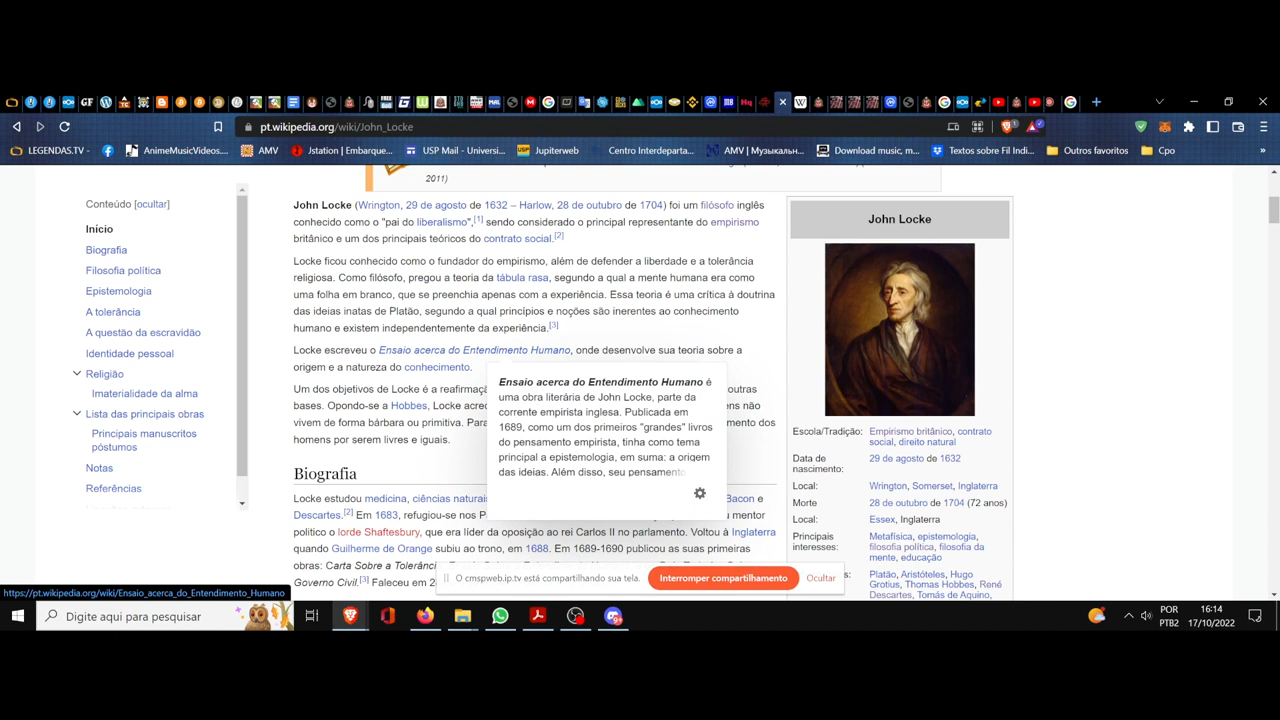 pt.wikipedia.org/wiki/John_Locke
LEGENDAS.TV - Qua...
AnimeMusicVideos...
AMV
Jstation | Embarque...
USP Mail - Universi...
Jupiterweb
Centro Interdeparta...
AMV | Музыкальн...
Download music, m...
Textos sobre Fil Indi...
Outros favoritos
Cpo
»
2011)
Conteúdo [ocultar]
Início
Biografia
Filosofia política
Epistemologia
A tolerância
A questão da escravidão
Identidade pessoal
Religião
Imaterialidade da alma
Lista das principais obras
Principais manuscritos
póstumos
Notas
Referências
John Locke (Wrington, 29 de agosto de 1632 – Harlow, 28 de outubro de 1704) foi um filósofo inglês
conhecido como o "pai do liberalismo",[1] sendo considerado o principal representante do empirismo
britânico e um dos principais teóricos do contrato social.[2]
Locke ficou conhecido como o fundador do empirismo, além de defender a liberdade e a tolerância
religiosa. Como filósofo, pregou a teoria da tábula rasa, segundo a qual a mente humana era como
uma folha em branco, que se preenchia apenas com a experiência. Essa teoria é uma crítica à doutrina
das ideias inatas de Platão, segundo a qual princípios e noções são inerentes ao conhecimento
humano e existem independentemente da experiência.[3]
Locke escreveu o Ensaio acerca do Entendimento Humano, onde desenvolve sua teoria sobre a
origem e a natureza do conhecimento.
Um dos objetivos de Locke é a reafirmaç outras
bases. Opondo-se a Hobbes, Locke acre ens não
vivem de forma bárbara ou primitiva. Para
homens por serem livres e iguais.
Ensaio acerca do Entendimento Humano é
uma obra literária de John Locke, parte da
corrente empirista inglesa. Publicada em
1689, como um dos primeiros "grandes" livros
do pensamento empirista, tinha como tema
principal a epistemologia, em suma: a origem
das ideias. Além disso, seu pensamento
Biografia
Locke estudou medicina, ciências naturais Bacon e
Descartes.[2] Em 1683, refugiou-se nos P u mentor
politico o lorde Shaftesbury, que era líder da oposição ao rei Carlos II no parlamento. Voltou à Inglaterra
quando Guilherme de Orange subiu ao trono, em 1688. Em 1689-1690 publicou as suas primeiras
obras: Carta Sobre a Tolerânc
Governo Civil.[3] Faleceu em 2
John Locke
Escola/Tradição: Empirismo britânico, contrato
social, direito natural
Data de
nascimento: 29 de agosto de 1632
Local: Wrington, Somerset, Inglaterra
Morte 28 de outubro de 1704 (72 anos)
Local: Essex, Inglaterra
Principais
interesses: Metafísica, epistemologia,
filosofia política, filosofia da
mente, educação
s: Platão, Aristóteles, Hugo
Grotius, Thomas Hobbes, René
Descartes, Tomás de Aquino,
O cmspweb.ip.tv está compartilhando sua tela.
Interromper compartilhamento
Ocultar
https://pt.wikipedia.org/wiki/Ensaio_acerca_do_Entendimento_Humano
Digite aqui para pesquisar
POR
PTB2
16:14
17/10/2022